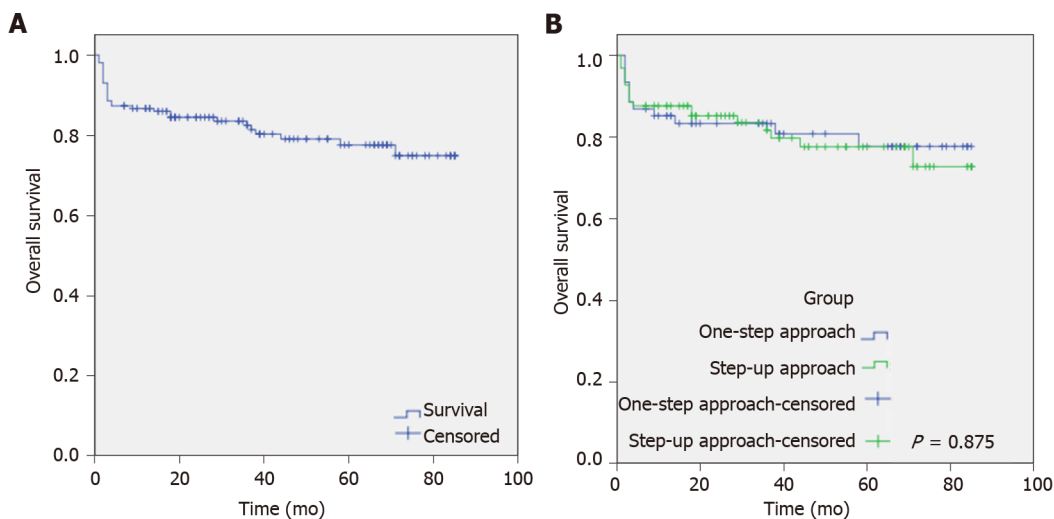 A
1.0
0.8
0.6
0.4
0.2
0.0
Overall survival
Survival
Censored
0 20 40 60 80 100
Time (mo)
B
1.0
0.8
0.6
0.4
0.2
0.0
Overall survival
Group
One-step approach
Step-up approach
One-step approach-censored
Step-up approach-censored P = 0.875
0 20 40 60 80 100
Time (mo)